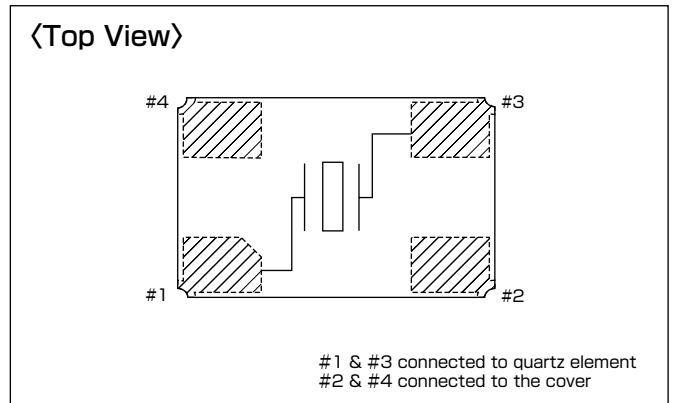 〈Top View〉
#4
#3
#1
#2
#1 & #3 connected to quartz element
#2 & #4 connected to the cover